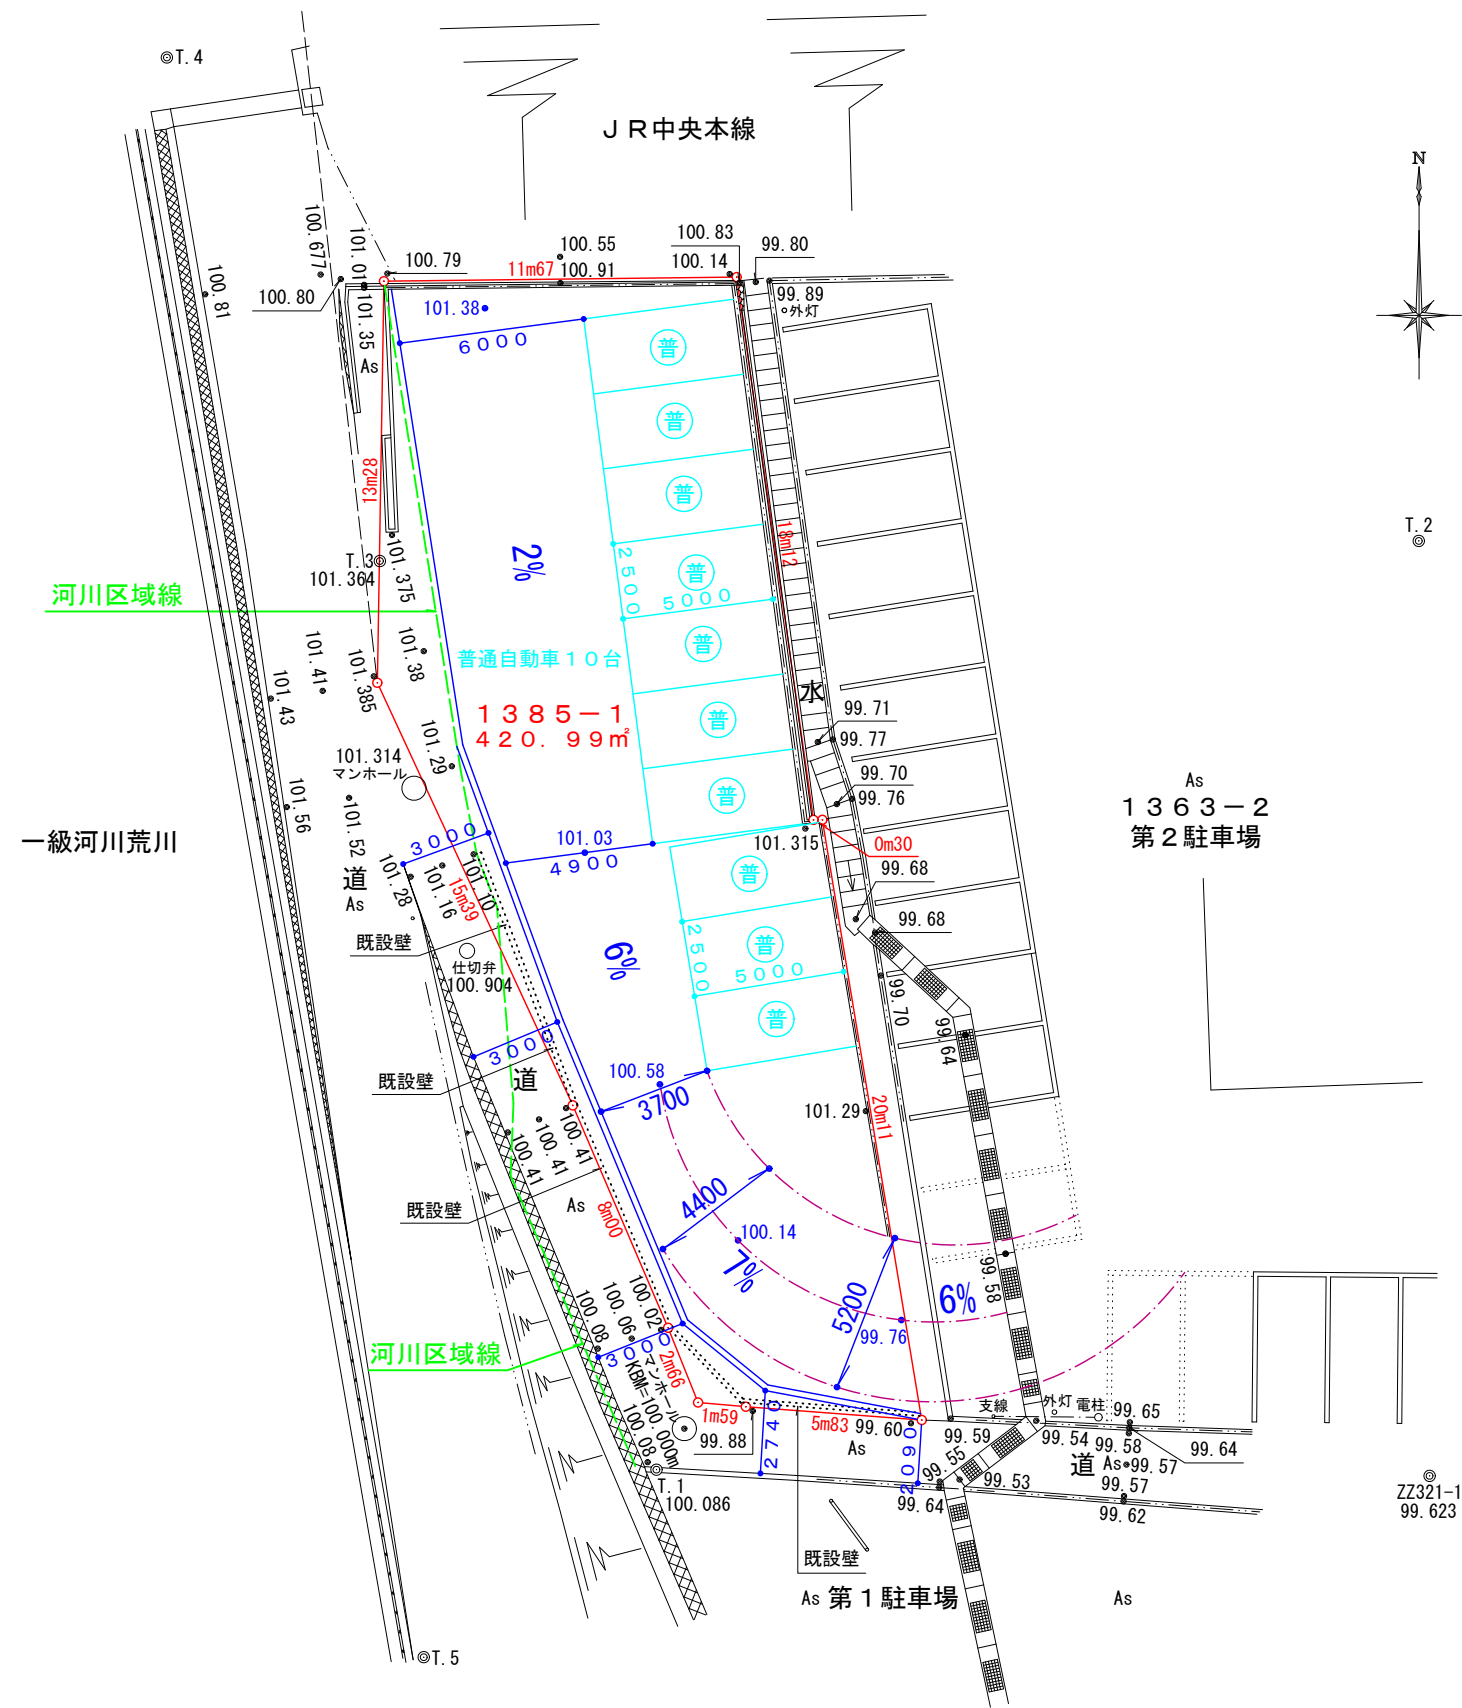 T.4
JR中央本線
N
100.677
101.01
100.79
100.55
100.83
99.80
11m67
100.91
100.14
100.81
100.80
101.35
As
101.38
6000
99.89
外灯
普
普
普
13m28
2%
18m12
T.2
T.3
101.364
101.375
2500
5000
普
河川区域線
101.41
101.385
101.38
普通自動車10台
普
101.43
1385-1
420.99㎡
普
水
99.71
99.77
101.314
マンホール
101.29
99.70
99.76
普
As
1363-2
第2駐車場
101.56
101.52
一級河川荒川
3000
101.03
4900
101.315
0m30
99.68
道
As
101.28
101.16
15m39
101.10
普
既設壁
6%
2500
5000
普
99.68
仕切弁
100.904
99.70
99.64
普
3000
既設壁
道
100.58
3700
101.29
20m11
100.41
100.41
100.41
既設壁
As
8m00
4400
100.14
7%
99.58
6%
5200
99.76
河川区域線
100.08
100.06
100.02
3000
マンホール
KBM=100.000m
2m66
100.08
1m59
5m83
99.60
支線
外灯
電柱
99.65
99.88
2740
As
2090
99.59
99.54
99.58
99.64
道
As
99.57
T.1
100.086
99.55
99.53
99.57
99.64
99.62
ZZ321-1
99.623
既設壁
As
第1駐車場
As
T.5